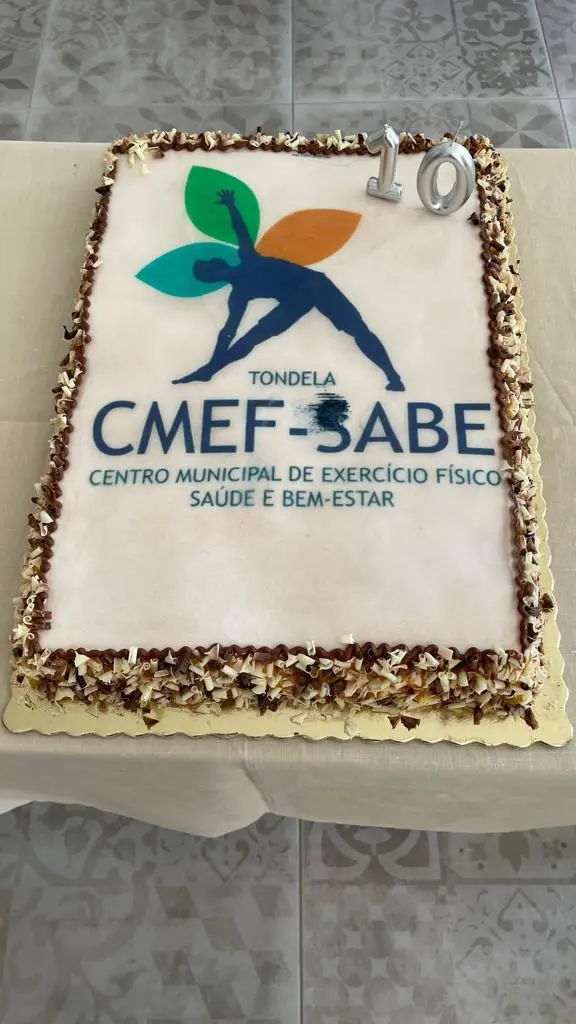 10
TONDELA
CMEF-SABE
CENTRO MUNICIPAL DE EXERCÍCIO FÍSICO
SAÚDE E BEM-ESTAR